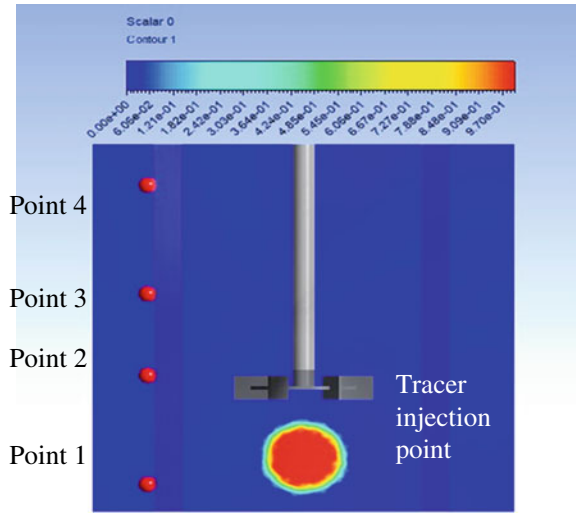 Scalar 0
Contour 1
0.00e+00 6.06e-02 1.21e-01 1.82e-01 2.42e-01 3.03e-01 3.64e-01 4.24e-01 4.85e-01 5.45e-01 6.06e-01 6.67e-01 7.27e-01 7.88e-01 8.48e-01 9.09e-01 9.70e-01
Point 4
Point 3
Point 2
Tracer
injection
point
Point 1